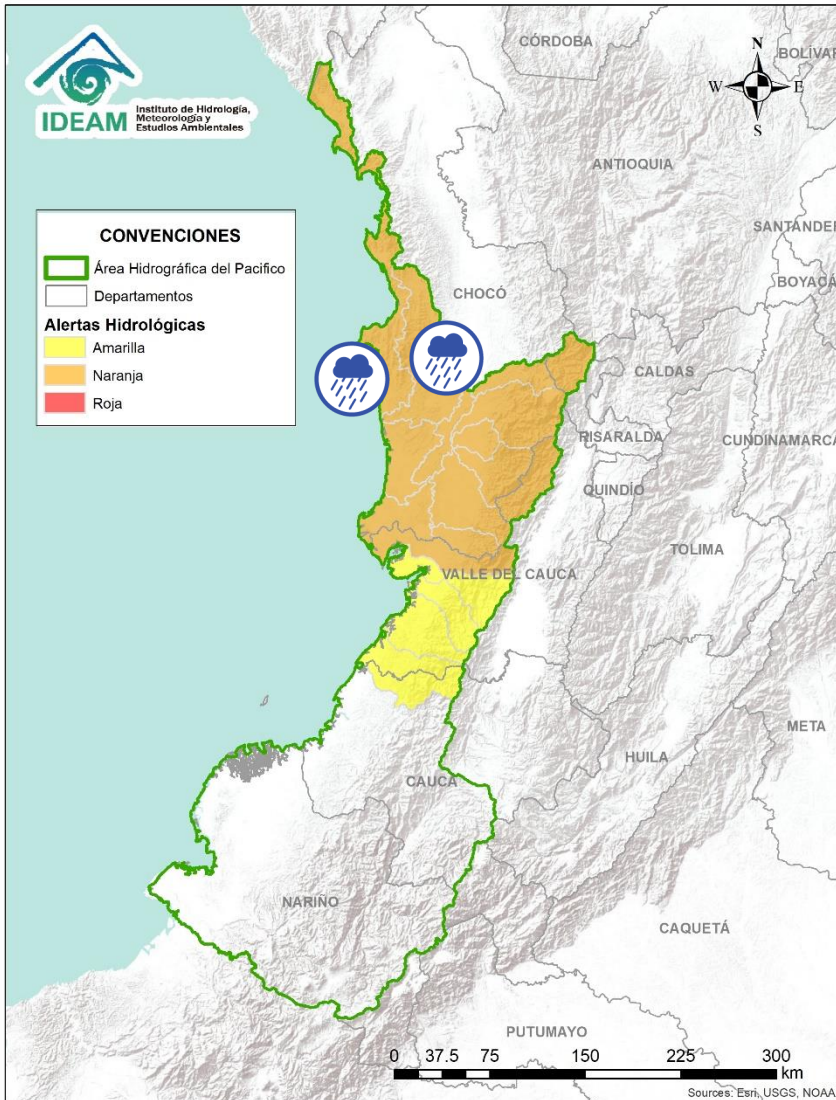 IDEAM
Instituto de Hidrología,
Meteorología y
Estudios Ambientales
CONVENCIONES
Área Hidrográfica del Pacifico
Departamentos
Alertas Hidrológicas
Amarilla
Naranja
Roja
N
W
E
S
CÓRDOBA
BOLÍVAR
ANTIOQUIA
SANTANDER
BOYACÁ
CHOCÓ
CALDAS
RISARALDA
CUNDINAMARCA
QUINDÍO
TOLIMA
VALLE DEL CAUCA
META
HUILA
CAUCA
NARIÑO
CAQUETÁ
PUTUMAYO
0 37.5 75 150 225 300
km
Sources: Esri, USGS, NOAA